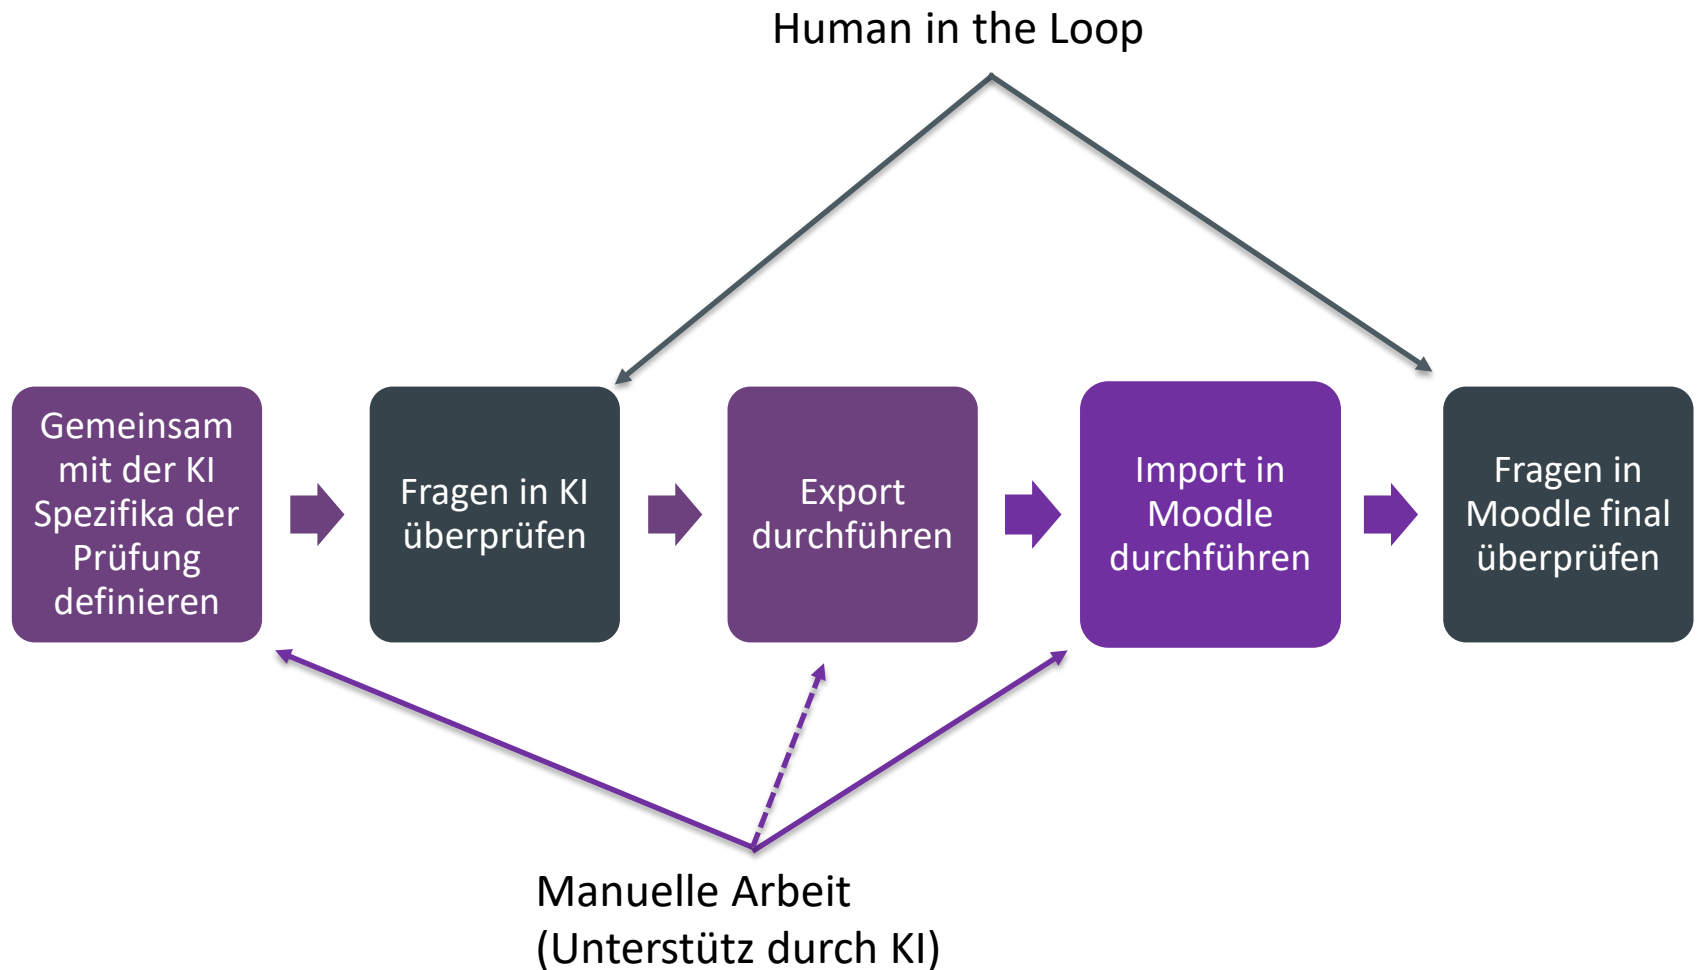 Human in the Loop
Gemeinsam
mit der KI
Spezifika der
Prüfung
definieren
Fragen in KI
überprüfen
Export
durchführen
Import in
Moodle
durchführen
Fragen in
Moodle final
überprüfen
Manuelle Arbeit
(Unterstütz durch KI)